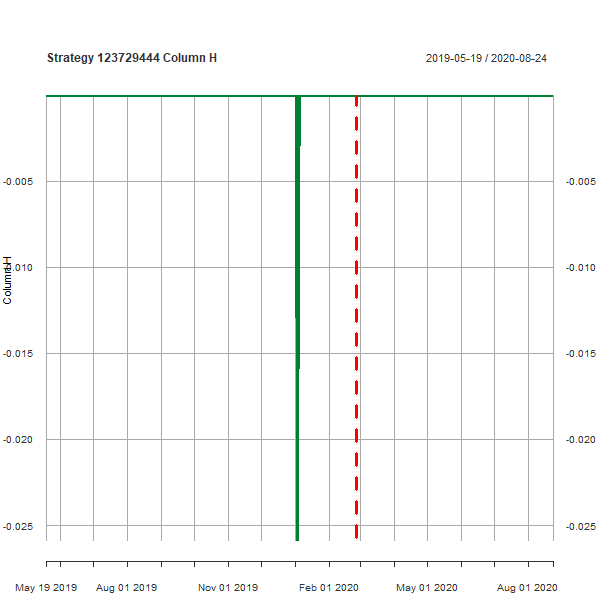 Strategy 123729444 Column H
2019-05-19 / 2020-08-24
-0.005 -0.005
Column H
-0.010 -0.010
-0.015 -0.015
-0.020 -0.020
-0.025 -0.025
May 19 2019 Aug 01 2019 Nov 01 2019 Feb 01 2020 May 01 2020 Aug 01 2020